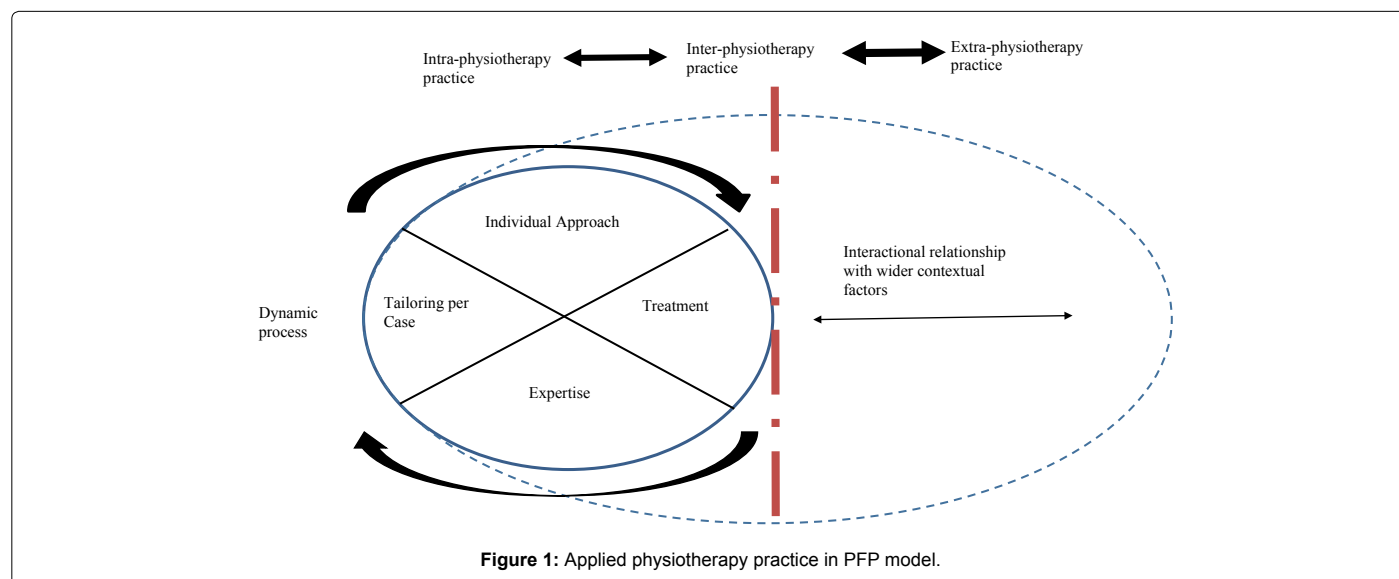 Intra-physiotherapy
practice
Inter-physiotherapy
practice
Extra-physiotherapy
practice
Individual Approach
Tailoring per
Case
Treatment
Expertise
Dynamic
process
Interactional relationship
with wider contextual
factors
Figure 1: Applied physiotherapy practice in PFP model.